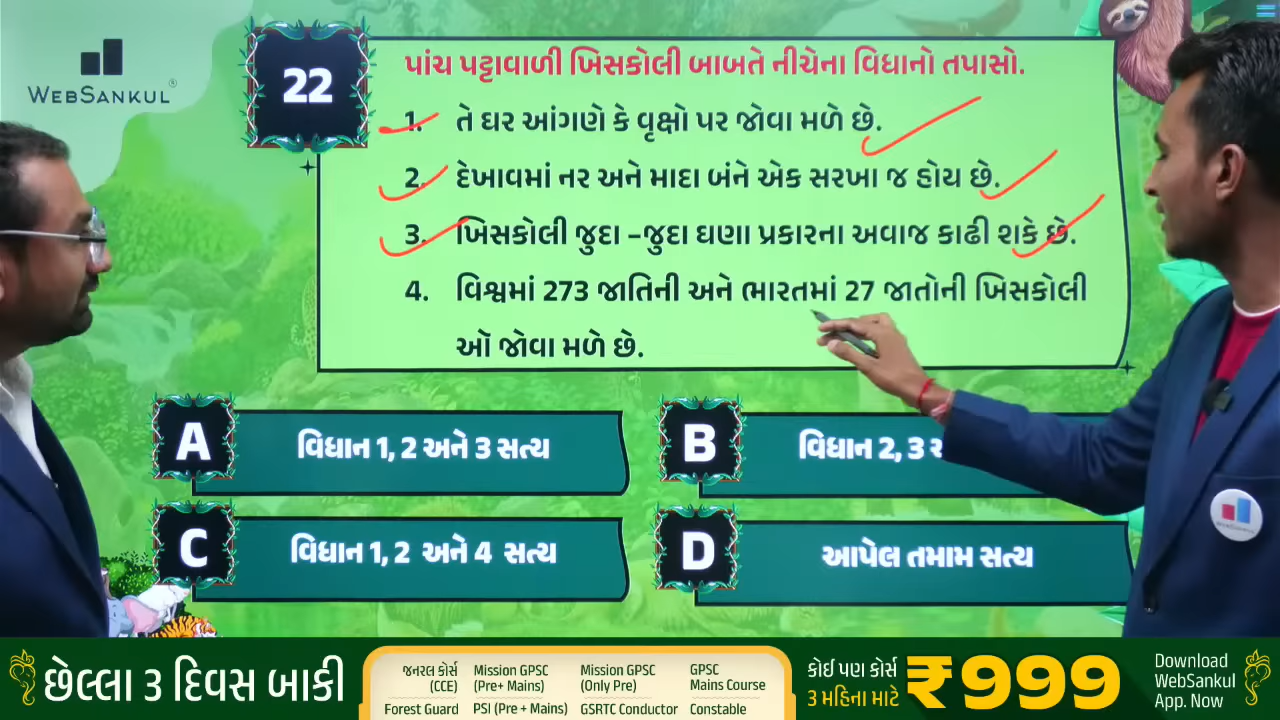 WEBSANKUL
22
પાંચ પટ્ટાવાળી ખિસકોલી બાબતે નીચેના વિધાનો તપાસો.
1. તે ઘર આંગણે કે વૃક્ષો પર જોવા મળે છે.
2. દેખાવમાં નર અને માદા બંને એક સરખા જ હોય છે.
3. ખિસકોલી જુદા –જુદા ઘણા પ્રકારના અવાજ કાઢી શકે છે.
4. વિશ્વમાં 273 જાતિની અને ભારતમાં 27 જાતોની ખિસકોલી
ઓં જોવા મળે છે.
A વિધાન 1, 2 અને 3 સત્ય
B વિધાન 2, 3
C વિધાન 1, 2 અને 4 સત્ય
D આપેલ તમામ સત્ય
છેલ્લા 3 દિવસ બાકી
જનરલ કોર્સ
(CCE)
Forest Guard
Mission GPSC
(Pre+ Mains)
PSI (Pre + Mains)
Mission GPSC
(Only Pre)
GSRTC Conductor
GPSC
Mains Course
Constable
કોઈ પણ કોર્સ
3 મહિના માટે
₹999
Download
WebSankul
App. Now